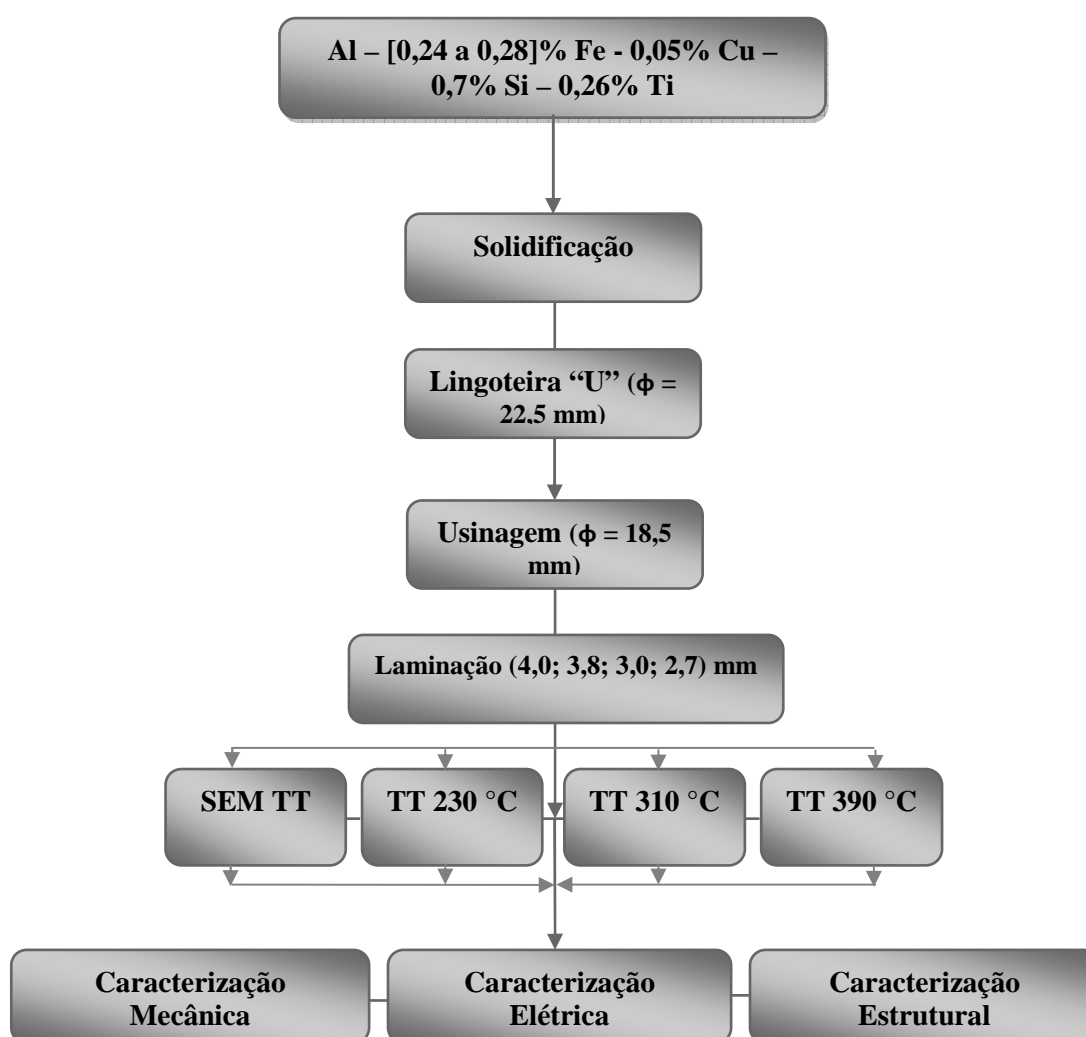 Al – [0,24 a 0,28]% Fe - 0,05% Cu –
0,7% Si – 0,26% Ti
Solidificação
Lingoteira “U” (ϕ =
22,5 mm)
Usinagem (ϕ = 18,5
mm)
Laminação (4,0; 3,8; 3,0; 2,7) mm
SEM TT
TT 230 °C
TT 310 °C
TT 390 °C
Caracterização
Mecânica
Caracterização
Elétrica
Caracterização
Estrutural